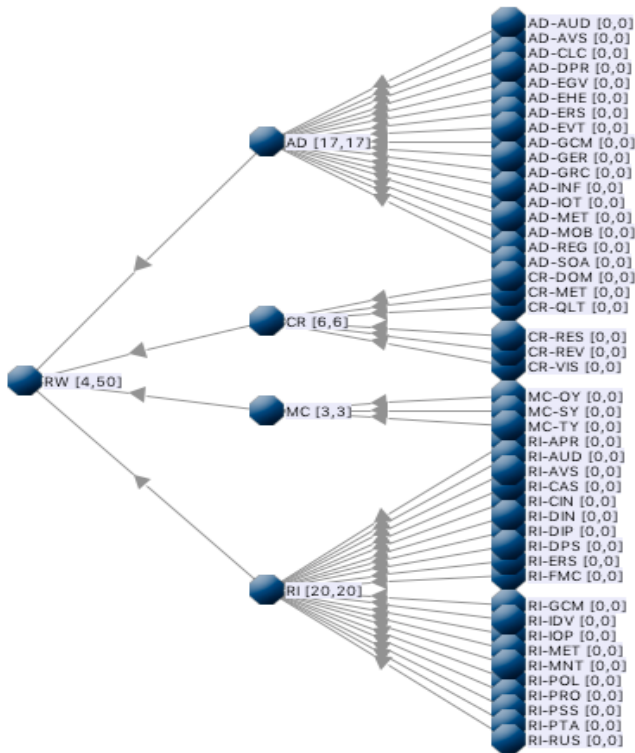 AD-AUD [0,0]
AD-AVS [0,0]
AD-CLC [0,0]
AD-DPR [0,0]
AD-EGV [0,0]
AD-EHE [0,0]
AD-ERS [0,0]
AD-EVT [0,0]
AD [17,17]
AD-GCM [0,0]
AD-GER [0,0]
AD-GRC [0,0]
AD-INF [0,0]
AD-IOT [0,0]
AD-MET [0,0]
AD-MOB [0,0]
AD-REG [0,0]
AD-SOA [0,0]
CR-DOM [0,0]
CR-MET [0,0]
CR-QLT [0,0]
CR [6,6]
CR-RES [0,0]
CR-REV [0,0]
CR-VIS [0,0]
RW [4,50]
MC-OY [0,0]
MC [3,3]
MC-SY [0,0]
MC-TY [0,0]
RI-APR [0,0]
RI-AUD [0,0]
RI-AVS [0,0]
RI-CAS [0,0]
RI-CIN [0,0]
RI-DIN [0,0]
RI-DIP [0,0]
RI-DPS [0,0]
RI-ERS [0,0]
RI-FMC [0,0]
RI [20,20]
RI-GCM [0,0]
RI-IDV [0,0]
RI-IOP [0,0]
RI-MET [0,0]
RI-MNT [0,0]
RI-POL [0,0]
RI-PRO [0,0]
RI-PSS [0,0]
RI-PTA [0,0]
RI-RUS [0,0]